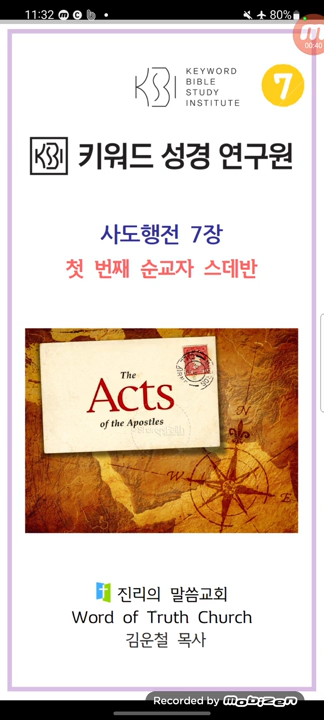 11:32
80%
00:40
KEYWORD
BIBLE
STUDY
INSTITUTE
7
KBI 키워드 성경 연구원
사도행전 7장
첫 번째 순교자 스데반
The
Acts
of the Apostles
N
W
E
진리의 말씀교회
Word of Truth Church
김운철 목사
Recorded by mobizen